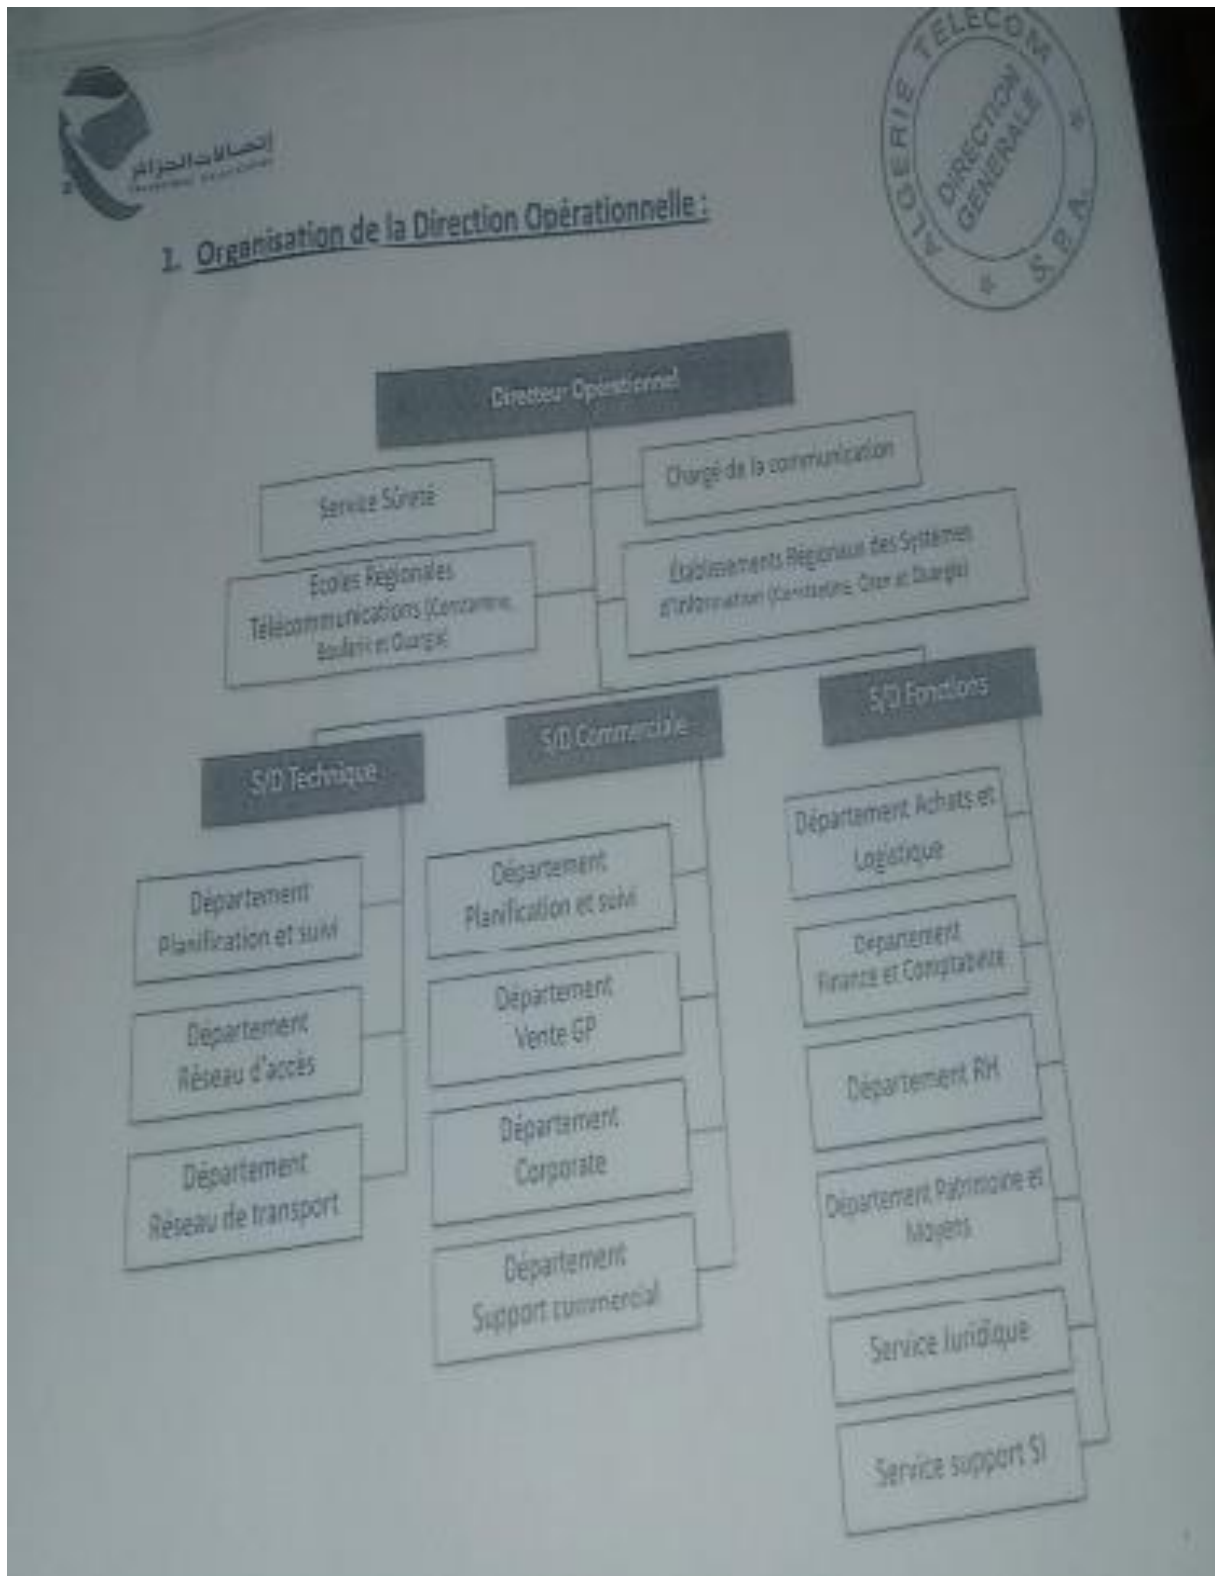 ALGERIE TELECOM S.P.A.
DIRECTION
GENERALE
إتصالات الجزائر
1. Organisation de la Direction Opérationnelle :
Directeur Opérationnel
Service Sûreté
Chargé de la communication
Ecoles Régionales
Télécommunications (Constantine,
Boufarik et Ouargla)
Établissements Régionaux des Systèmes
d'Information (Constantine, Oran et Ouargla)
S/D Technique
Département
Planification et suivi
Département
Réseau d'accès
Département
Réseau de transport
S/D Commerciale
Département
Planification et suivi
Département
Vente GP
Département
Corporate
Département
Support commercial
S/D Fonctions
Département Achats et
Logistique
Département
Finance et Comptabilité
Département RH
Département Patrimoine et
Moyens
Service Juridique
Service support SI